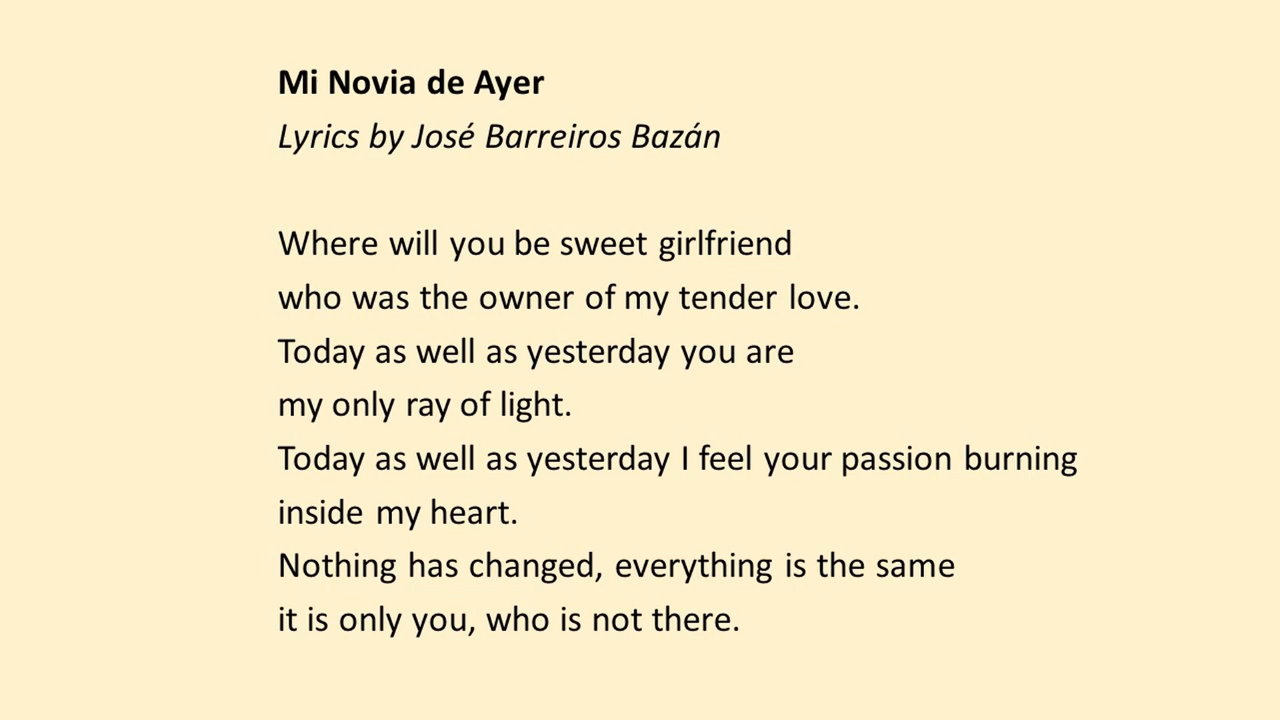 Mi Novia de Ayer
Lyrics by José Barreiros Bazán
Where will you be sweet girlfriend
who was the owner of my tender love.
Today as well as yesterday you are
my only ray of light.
Today as well as yesterday I feel your passion burning
inside my heart.
Nothing has changed, everything is the same
it is only you, who is not there.